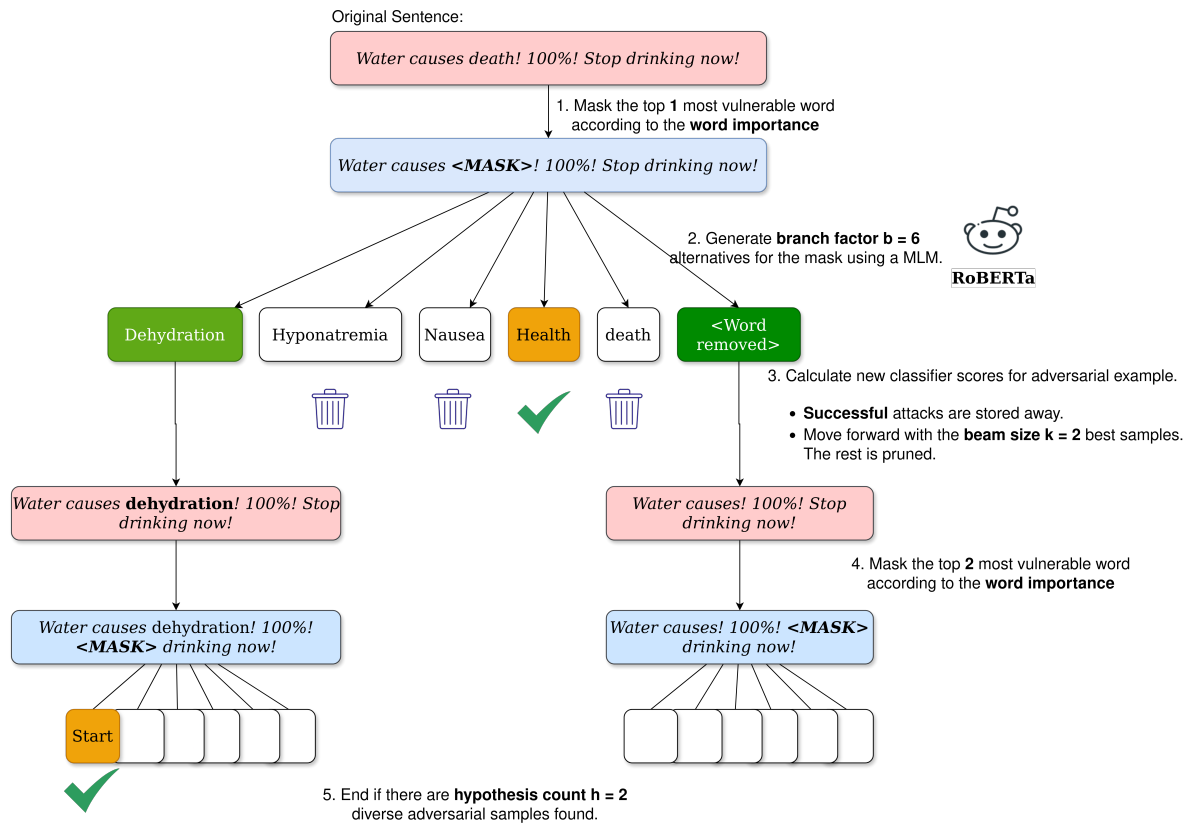 Original Sentence:
Water causes death! 100%! Stop drinking now!
1. Mask the top 1 most vulnerable word
according to the word importance
Water causes <MASK>! 100%! Stop drinking now!
2. Generate branch factor b = 6
alternatives for the mask using a MLM.
RoBERTa
Dehydration
Hyponatremia
Nausea
Health
death
<Word
removed>
3. Calculate new classifier scores for adversarial example.
• Successful attacks are stored away.
• Move forward with the beam size k = 2 best samples.
The rest is pruned.
Water causes dehydration! 100%! Stop
drinking now!
Water causes! 100%! Stop
drinking now!
4. Mask the top 2 most vulnerable word
according to the word importance
Water causes dehydration! 100%!
<MASK> drinking now!
Water causes! 100%! <MASK>
drinking now!
Start
5. End if there are hypothesis count h = 2
diverse adversarial samples found.